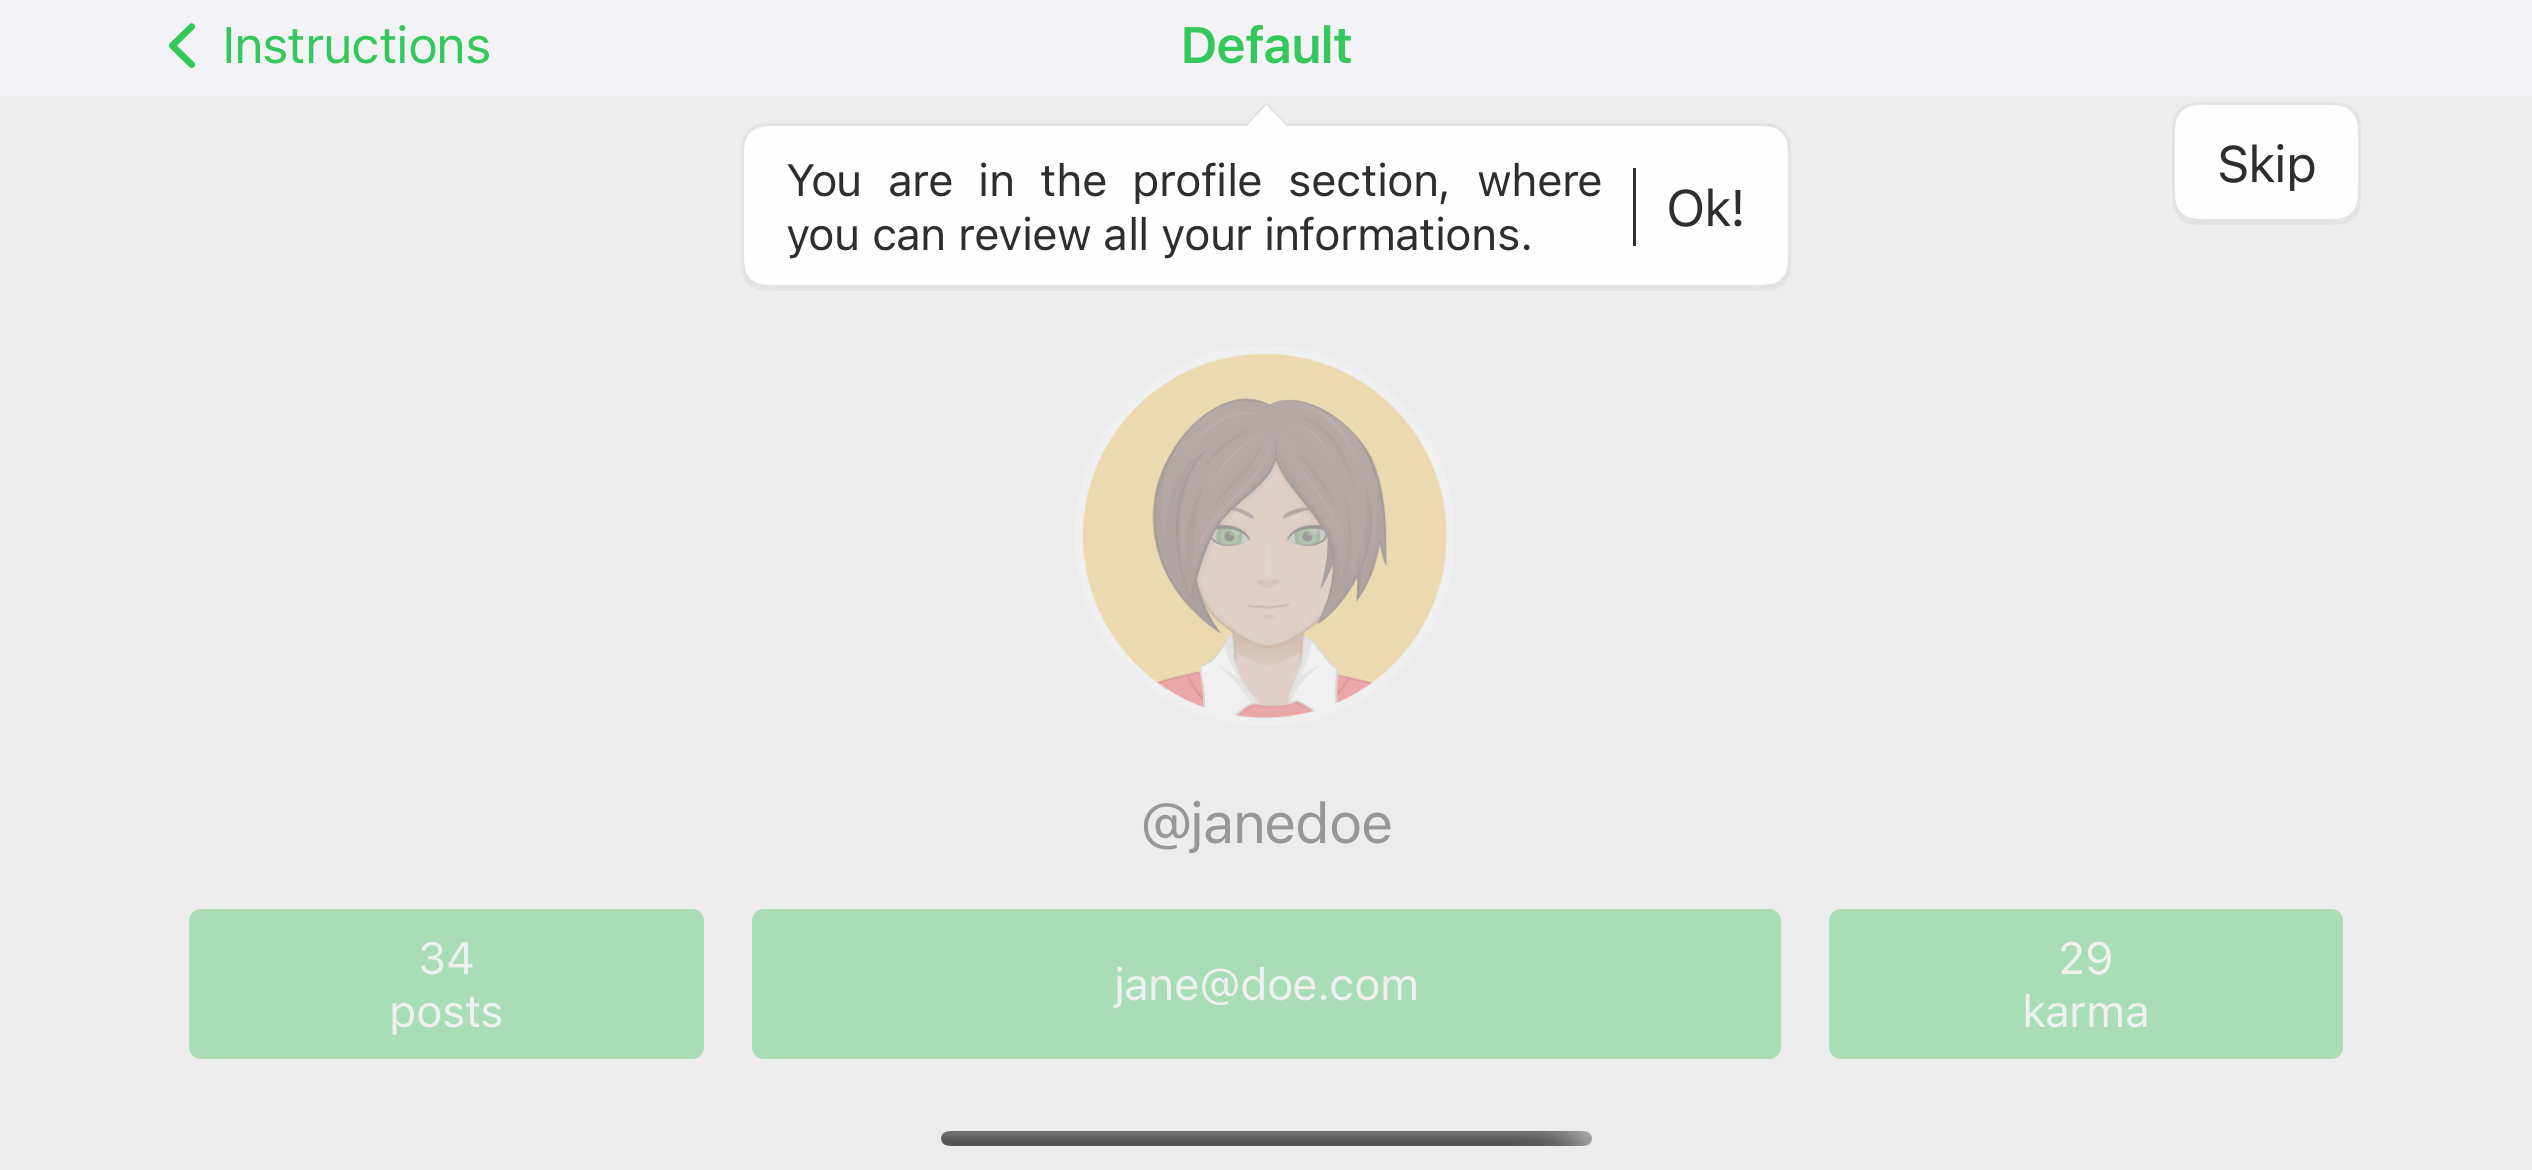 Instructions
Default
Skip
You are in the profile section, where
you can review all your informations.
Ok!
@janedoe
34
posts
jane@doe.com
29
karma